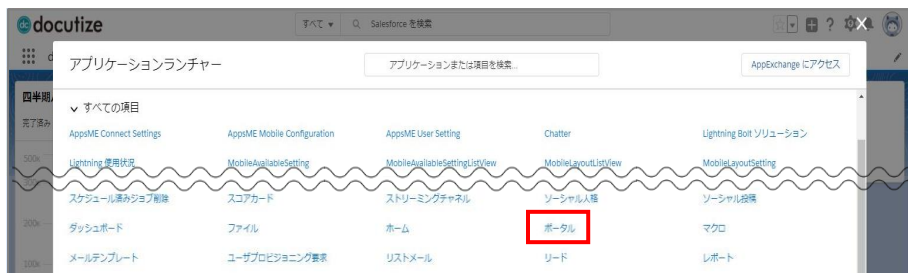 docutize
すべて
Salesforce を検索
アプリケーションランチャー
アプリケーションまたは項目を検索...
AppExchange にアクセス
四半期
完了済み
すべての項目
AppsME Connect Settings AppsME Mobile Configuration AppsME User Setting Chatter Lightning Bolt ソリューション
500k
Lightning 使用状況 MobileAvailableSetting MobileAvailableSettingListView MobileLayoutListView MobileLayoutSetting
スケジュール済みジョブ削除 スコアカード ストリーミングチャネル ソーシャル人格 ソーシャル投稿
200k
ダッシュボード ファイル ホーム ポータル マクロ
100k
メールテンプレート ユーザプロビジョニング要求 リストメール リード レポート